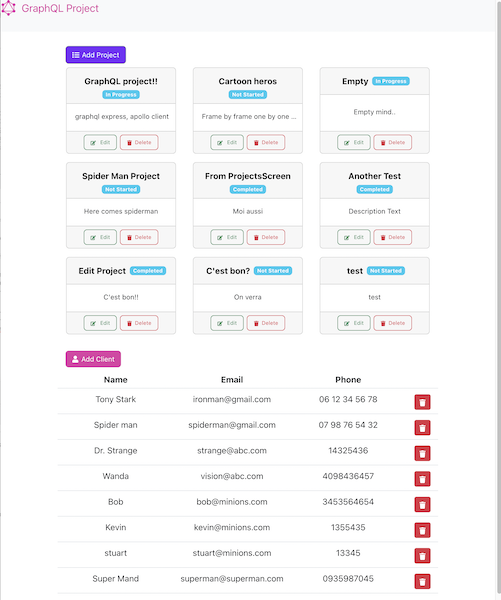 GraphQL Project
Add Project
GraphQL project!!
In Progress
graphql express, apollo client
Edit Delete
Cartoon heros
Not Started
Frame by frame one by one ...
Edit Delete
Empty In Progress
Empty mind..
Edit Delete
Spider Man Project
Not Started
Here comes spiderman
Edit Delete
From ProjectsScreen
Completed
Moi aussi
Edit Delete
Another Test
Completed
Description Text
Edit Delete
Edit Project Completed
C'est bon!!
Edit Delete
C'est bon? Not Started
On verra
Edit Delete
test Not Started
test
Edit Delete
Add Client
Name Email Phone
Tony Stark ironman@gmail.com 06 12 34 56 78
Spider man spiderman@gmail.com 07 98 76 54 32
Dr. Strange strange@abc.com 14325436
Wanda vision@abc.com 4098436457
Bob bob@minions.com 3453564654
Kevin kevin@minions.com 1355435
stuart stuart@minions.com 13345
Super Mand superman@superman.com 0935987045